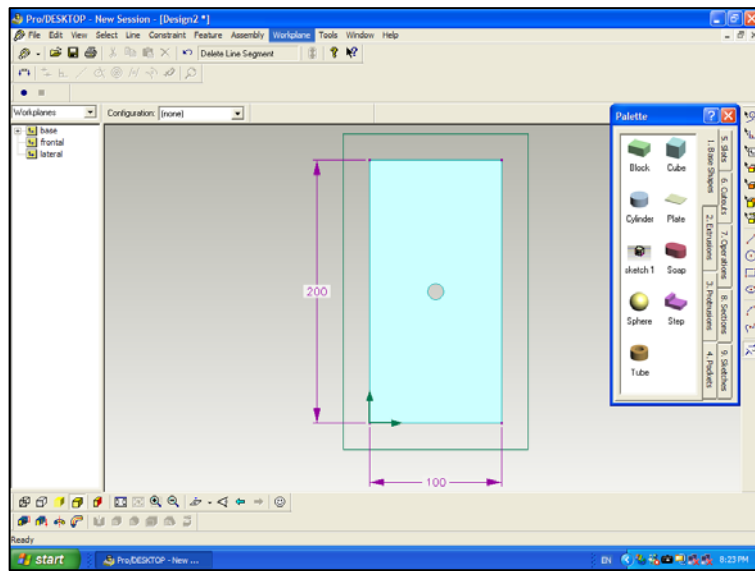 Pro/DESKTOP - New Session - [Design2 *]
File Edit View Select Line Constraint Feature Assembly Workplane Tools Window Help
Delete Line Segment
Workplanes
Configuration: (none)
base
frontal
lateral
200
100
Palette
Block
Cube
Cylinder
Plate
sketch 1
Soap
Sphere
Step
Tube
1. Base Shapes
2. Extrusions
3. Protrusions
4. Pockets
5. Slots
6. Cutouts
7. Operations
8. Sections
9. Sketches
Ready
start
Pro/DESKTOP - New ...
EN
8:23 PM